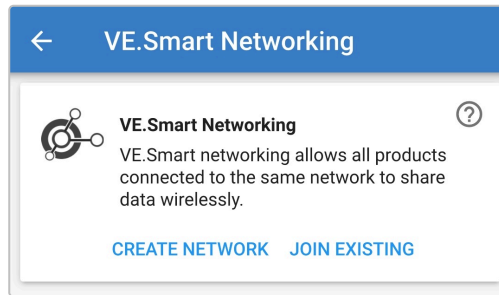 VE.Smart Networking
VE.Smart Networking
VE.Smart networking allows all products
connected to the same network to share
data wirelessly.
CREATE NETWORK JOIN EXISTING